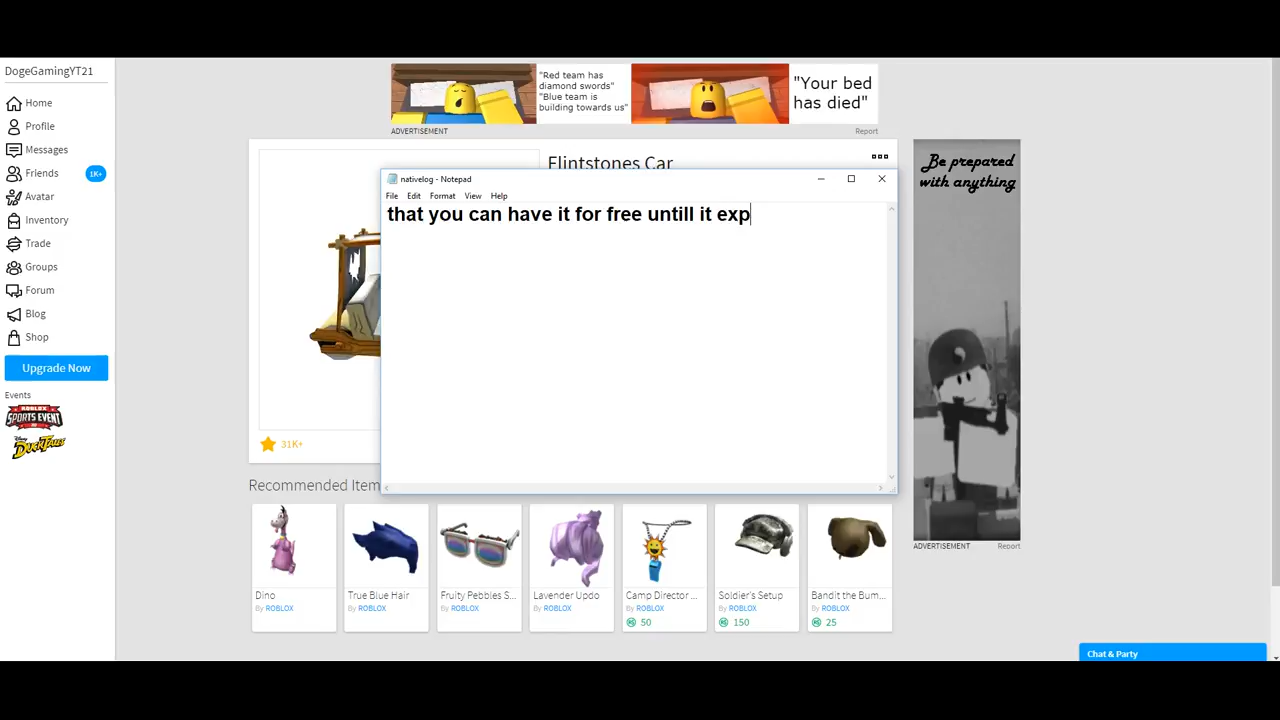 DogeGamingYT21
Home
Profile
Messages
Friends
1K+
Avatar
Inventory
Trade
Groups
Forum
Blog
Shop
Upgrade Now
Events
ROBLOX
SPORTS EVENT
Disney
DUCKTALES
"Red team has
diamond swords"
"Blue team is
building towards us"
"Your bed
has died"
ADVERTISEMENT
Report
Flintstones Car
nativelog - Notepad
File Edit Format View Help
that you can have it for free untill it exp
31K+
Be prepared
with anything
ADVERTISEMENT
Report
Recommended Item
Dino
By ROBLOX
True Blue Hair
By ROBLOX
Fruity Pebbles S...
By ROBLOX
Lavender Updo
By ROBLOX
Camp Director ...
By ROBLOX
50
Soldier's Setup
By ROBLOX
150
Bandit the Bum...
By ROBLOX
25
Chat & Party